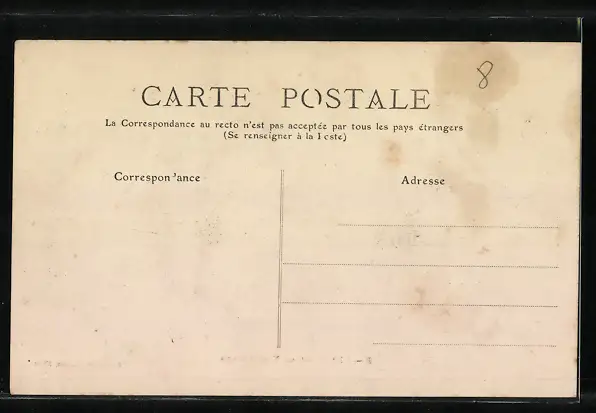 8
CARTE POSTALE
La Correspondance au recto n'est pas acceptée par tous les pays étrangers
(Se renseigner à la Poste)
Correspon'ance
Adresse